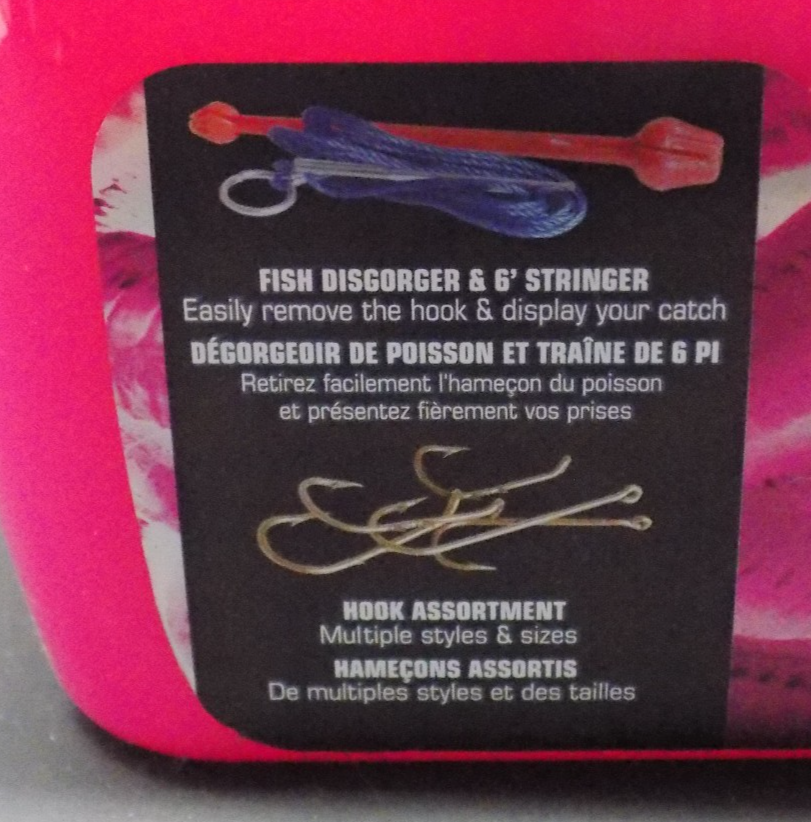 FISH DISGORGER & 6' STRINGER
Easily remove the hook & display your catch
DÉGORGEOIR DE POISSON ET TRAÎNE DE 6 PI
Retirez facilement l'hameçon du poisson
et présentez fièrement vos prises
HOOK ASSORTMENT
Multiple styles & sizes
HAMEÇONS ASSORTIS
De multiples styles et des tailles